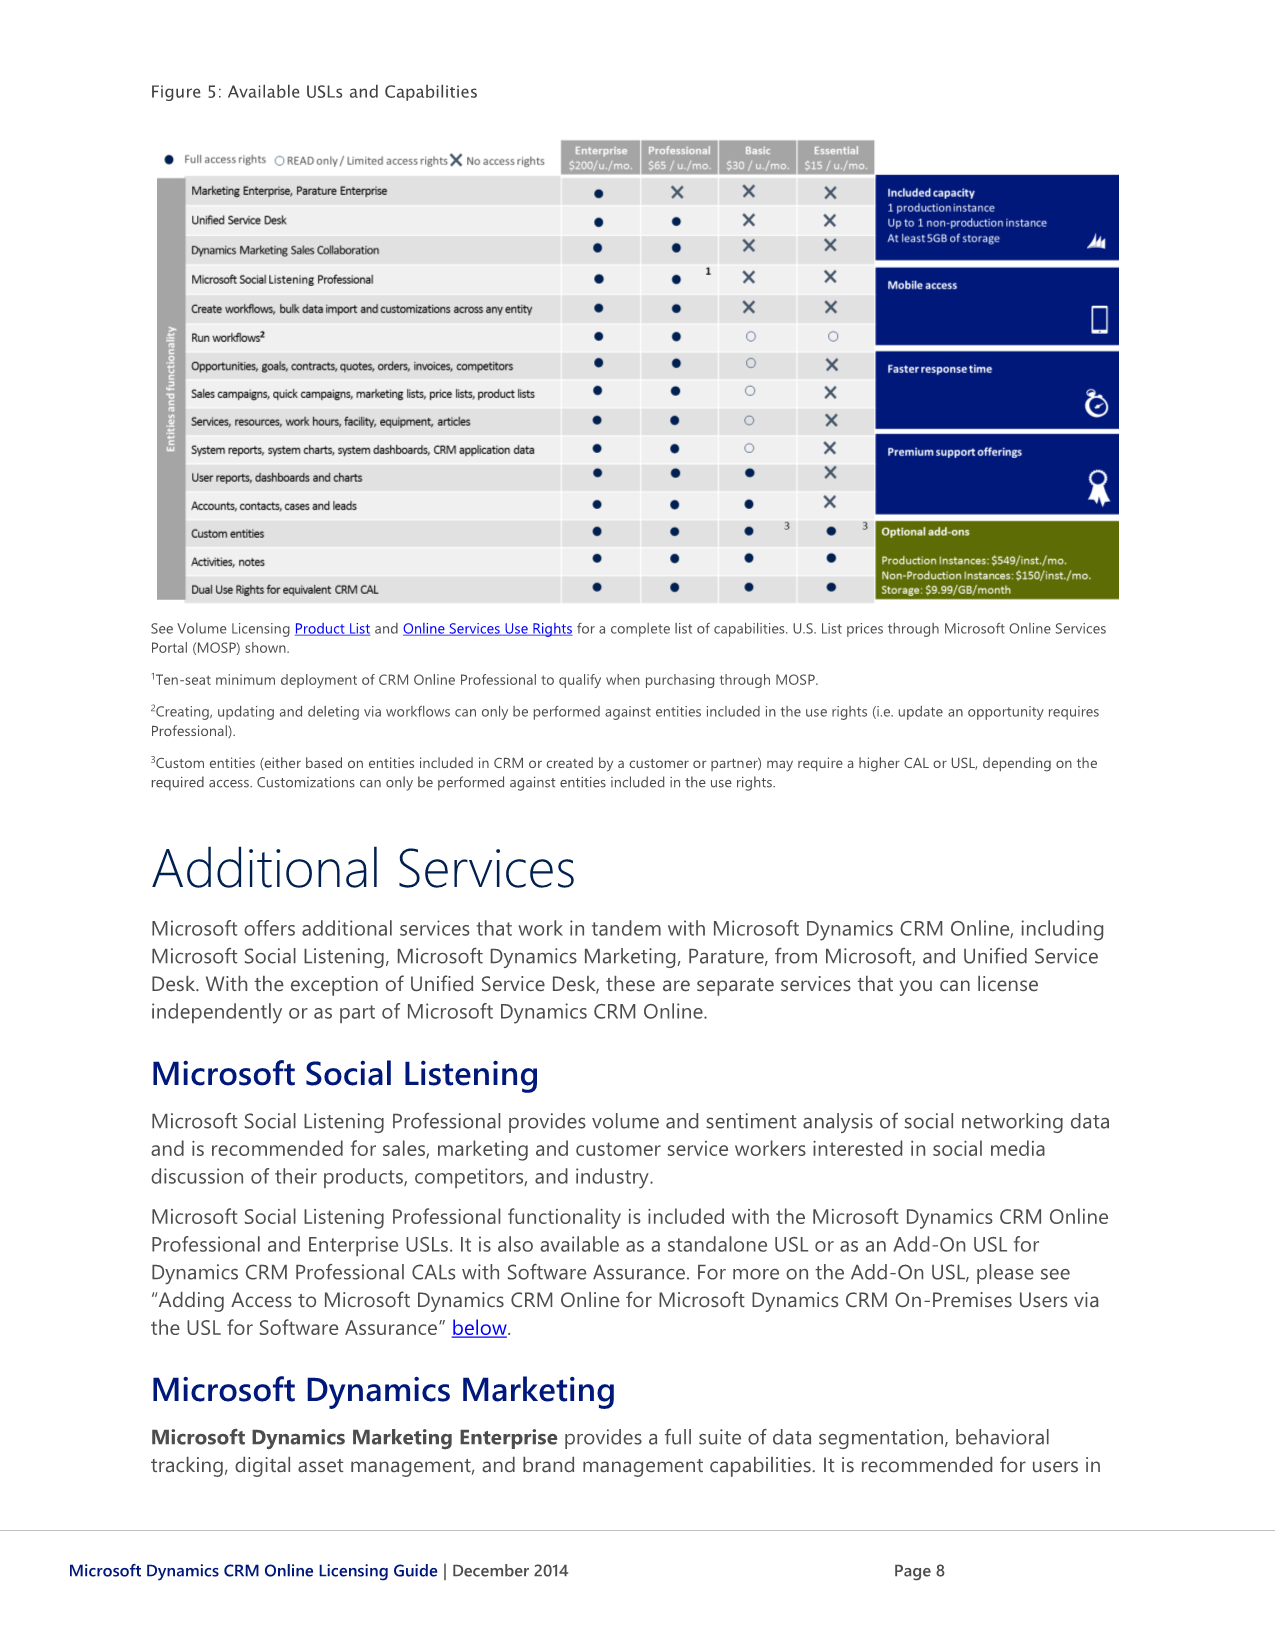 Figure 5: Available USLs and Capabilities
Full access rights READ only / Limited access rights No access rights
Enterprise Professional Basic Essential
$200/u./mo. $65 / u./mo. $30 / u./mo. $15 / u./mo.
Entities and functionality
Marketing Enterprise, Parature Enterprise
Unified Service Desk
Dynamics Marketing Sales Collaboration
Microsoft Social Listening Professional 1
Create workflows, bulk data import and customizations across any entity
Run workflows2
Opportunities, goals, contracts, quotes, orders, invoices, competitors
Sales campaigns, quick campaigns, marketing lists, price lists, product lists
Services, resources, work hours, facility, equipment, articles
System reports, system charts, system dashboards, CRM application data
User reports, dashboards and charts
Accounts, contacts, cases and leads
Custom entities 3 3
Activities, notes
Dual Use Rights for equivalent CRM CAL
Included capacity
1 production instance
Up to 1 non-production instance
At least 5GB of storage
Mobile access
Faster response time
Premium support offerings
Optional add-ons
Production Instances: $549/inst./mo.
Non-Production Instances: $150/inst./mo.
Storage: $9.99/GB/month
See Volume Licensing Product List and Online Services Use Rights for a complete list of capabilities. U.S. List prices through Microsoft Online Services
Portal (MOSP) shown.
1Ten-seat minimum deployment of CRM Online Professional to qualify when purchasing through MOSP.
2Creating, updating and deleting via workflows can only be performed against entities included in the use rights (i.e. update an opportunity requires
Professional).
3Custom entities (either based on entities included in CRM or created by a customer or partner) may require a higher CAL or USL, depending on the
required access. Customizations can only be performed against entities included in the use rights.
Additional Services
Microsoft offers additional services that work in tandem with Microsoft Dynamics CRM Online, including
Microsoft Social Listening, Microsoft Dynamics Marketing, Parature, from Microsoft, and Unified Service
Desk. With the exception of Unified Service Desk, these are separate services that you can license
independently or as part of Microsoft Dynamics CRM Online.
Microsoft Social Listening
Microsoft Social Listening Professional provides volume and sentiment analysis of social networking data
and is recommended for sales, marketing and customer service workers interested in social media
discussion of their products, competitors, and industry.
Microsoft Social Listening Professional functionality is included with the Microsoft Dynamics CRM Online
Professional and Enterprise USLs. It is also available as a standalone USL or as an Add-On USL for
Dynamics CRM Professional CALs with Software Assurance. For more on the Add-On USL, please see
“Adding Access to Microsoft Dynamics CRM Online for Microsoft Dynamics CRM On-Premises Users via
the USL for Software Assurance” below.
Microsoft Dynamics Marketing
Microsoft Dynamics Marketing Enterprise provides a full suite of data segmentation, behavioral
tracking, digital asset management, and brand management capabilities. It is recommended for users in
Microsoft Dynamics CRM Online Licensing Guide | December 2014 Page 8